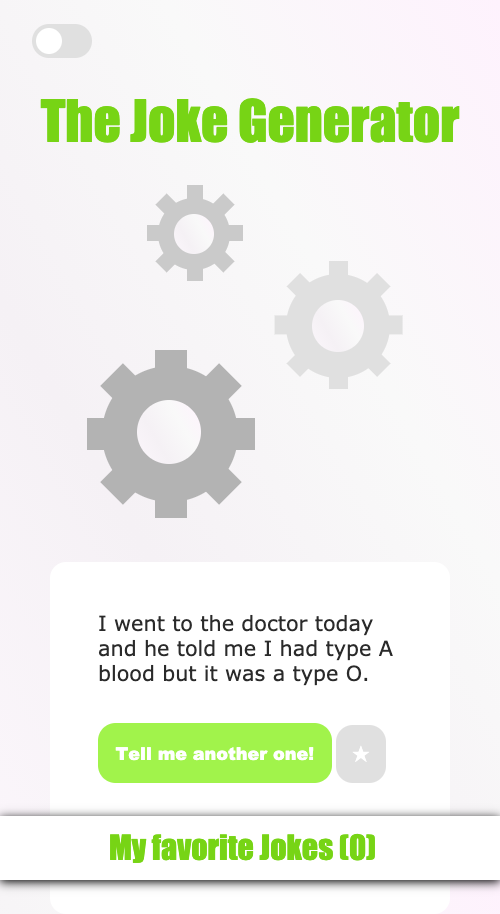 The Joke Generator
I went to the doctor today
and he told me I had type A
blood but it was a type O.
Tell me another one!
My favorite Jokes (0)